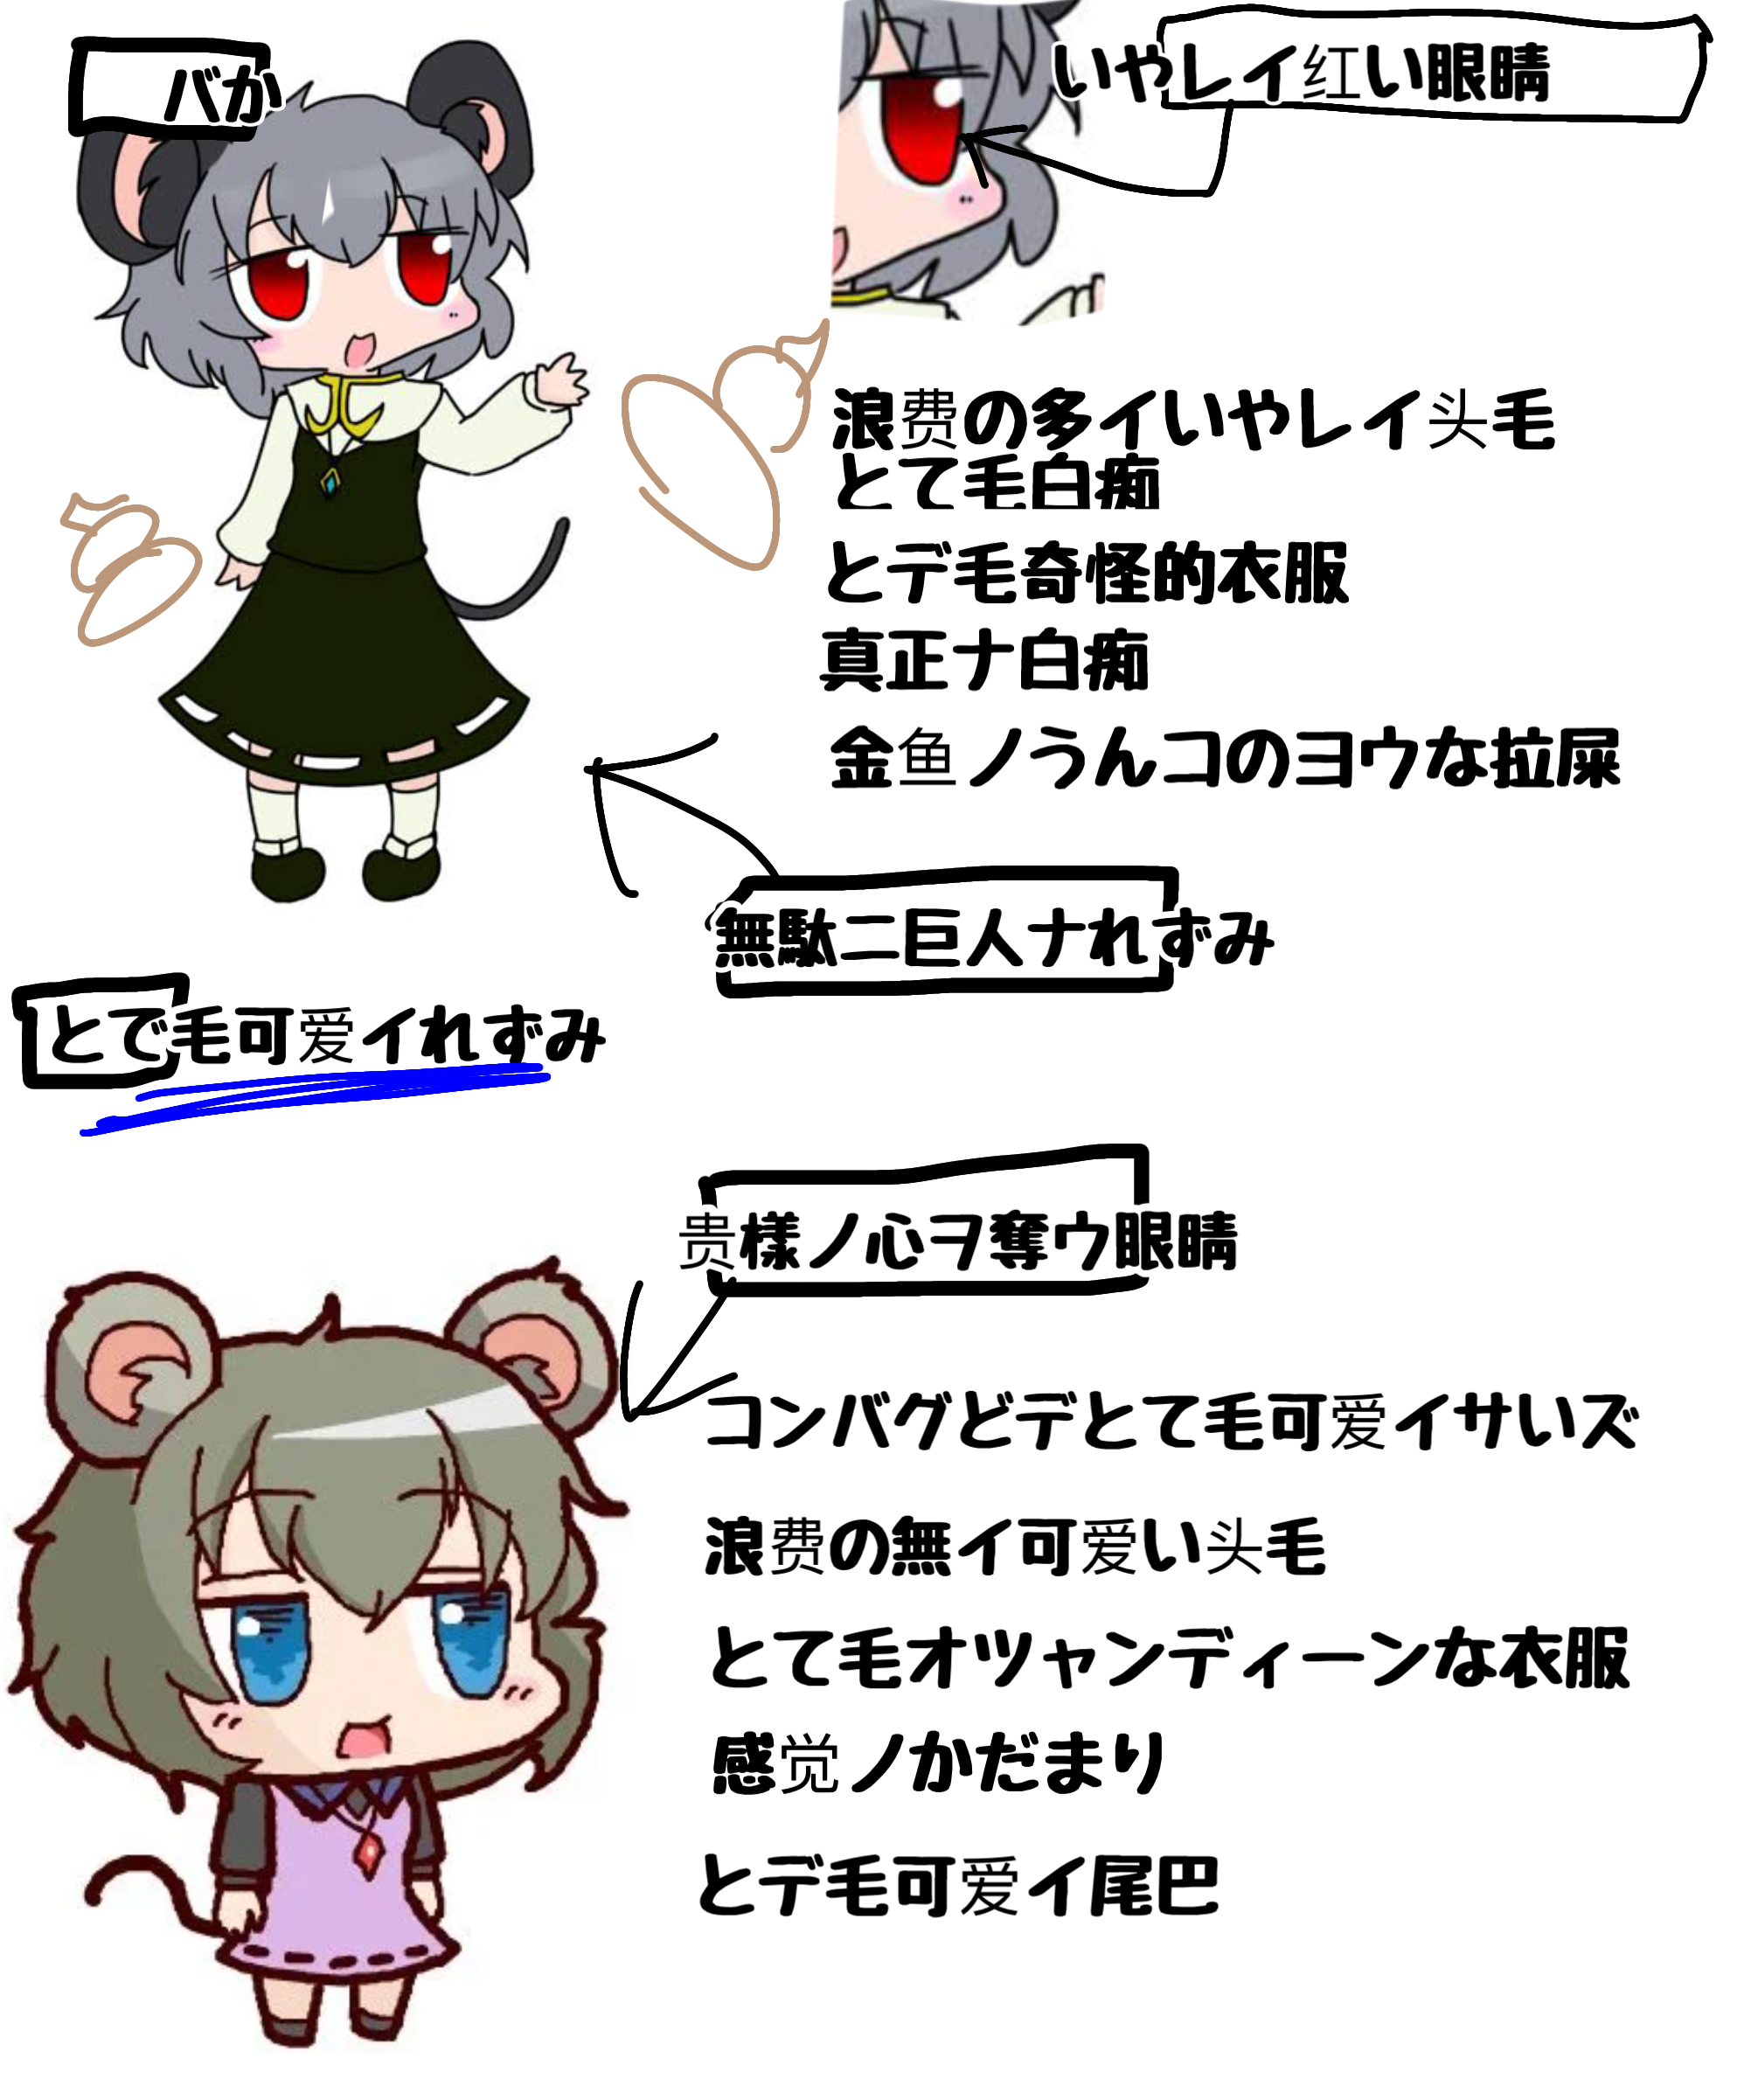 バか
いやレイ红い眼睛
浪费の多イいやレイ头毛
とて毛白痴
とデ毛奇怪的衣服
真正ナ白痴
金鱼ノうんコのヨウな拉屎
無駄ニ巨人ナれずみ
とで毛可爱イれずみ
贵樣ノ心ヲ奪ウ眼睛
コンバグどデとて毛可爱イサいズ
浪费の無イ可爱い头毛
とて毛オツャンディーンな衣服
感觉ノかだまり
とデ毛可爱イ尾巴